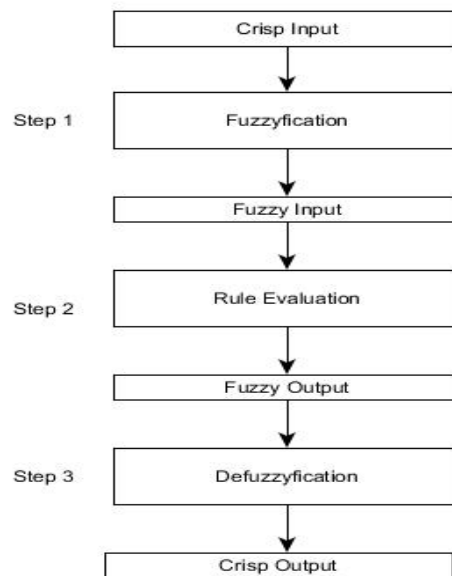 Crisp Input
Step 1
Fuzzyfication
Fuzzy Input
Step 2
Rule Evaluation
Fuzzy Output
Step 3
Defuzzyfication
Crisp Output